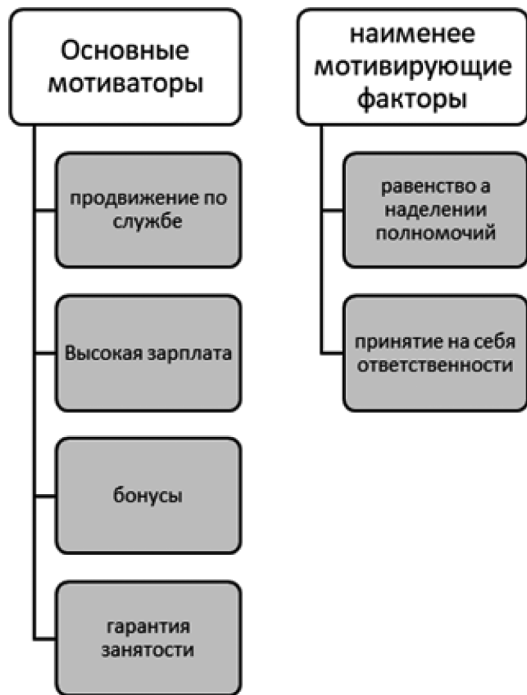 Основные
мотиваторы
продвижение по
службе
Высокая зарплата
бонусы
гарантия
занятости
наименее
мотивирующие
факторы
равенство а
наделении
полномочий
принятие на себя
ответственности